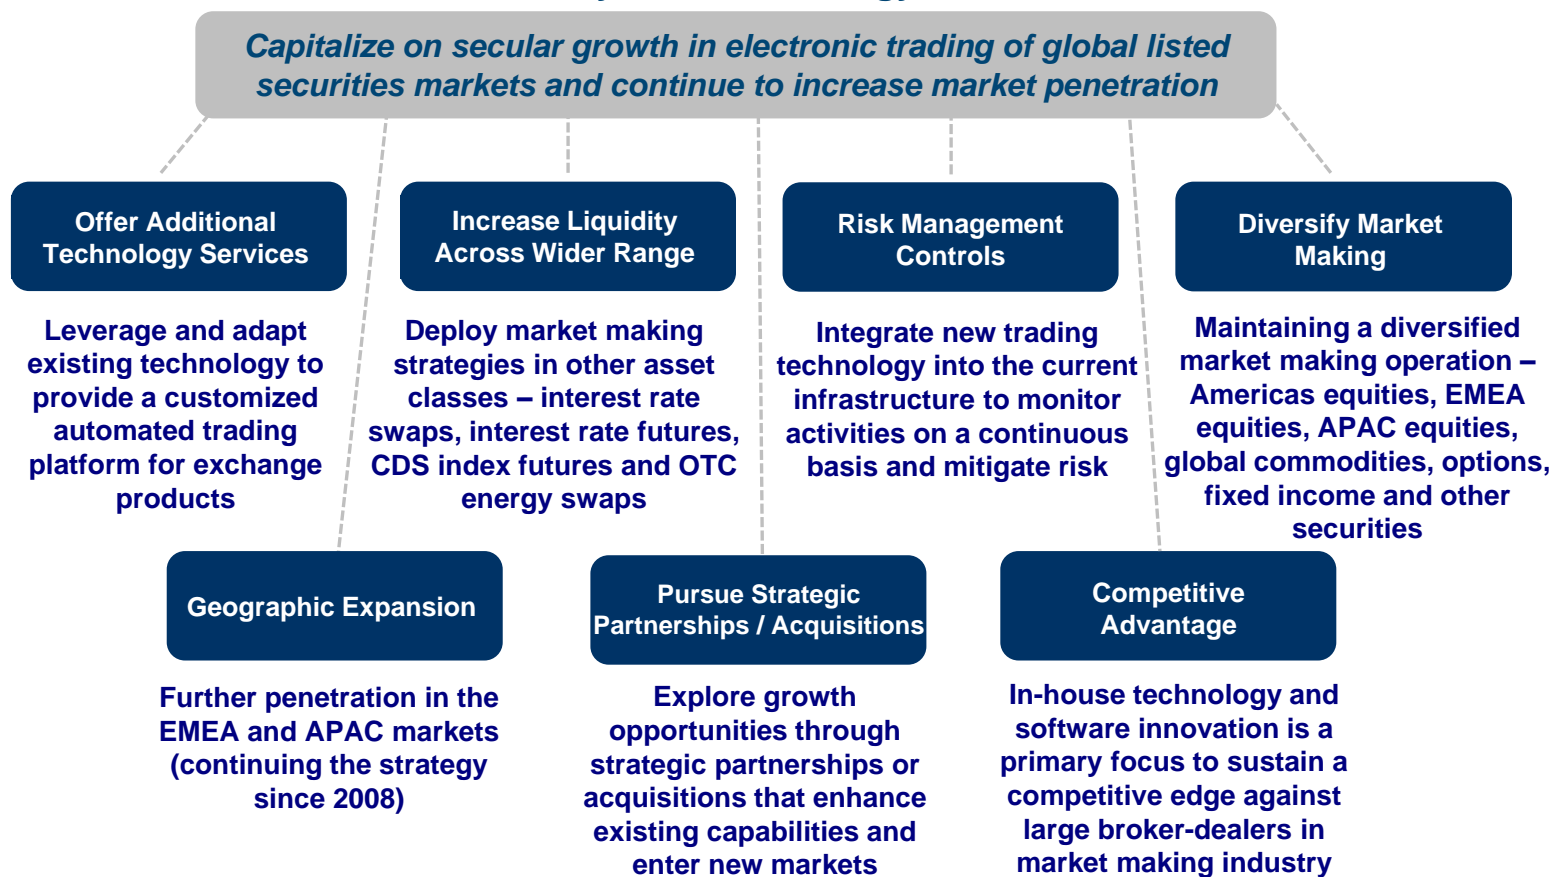 Capitalize on secular growth in electronic trading of global listed
securities markets and continue to increase market penetration
Offer Additional
Technology Services
Leverage and adapt
existing technology to
provide a customized
automated trading
platform for exchange
products
Increase Liquidity
Across Wider Range
Deploy market making
strategies in other asset
classes – interest rate
swaps, interest rate futures,
CDS index futures and OTC
energy swaps
Risk Management
Controls
Integrate new trading
technology into the current
infrastructure to monitor
activities on a continuous
basis and mitigate risk
Diversify Market
Making
Maintaining a diversified
market making operation –
Americas equities, EMEA
equities, APAC equities,
global commodities, options,
fixed income and other
securities
Geographic Expansion
Further penetration in the
EMEA and APAC markets
(continuing the strategy
since 2008)
Pursue Strategic
Partnerships / Acquisitions
Explore growth
opportunities through
strategic partnerships or
acquisitions that enhance
existing capabilities and
enter new markets
Competitive
Advantage
In-house technology and
software innovation is a
primary focus to sustain a
competitive edge against
large broker-dealers in
market making industry